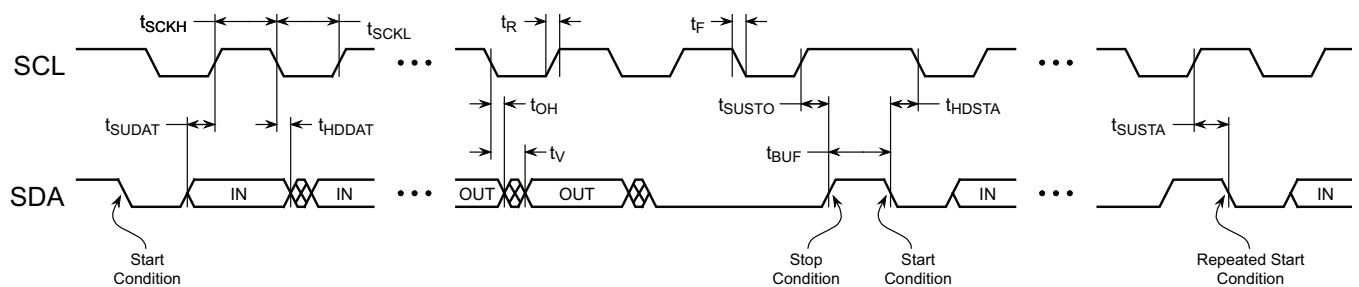 tSCKH
tSCKL
tR
tF
SCL
• • •
• • •
tOH
tSUSTO
tHDSTA
tSUDAT
tHDDAT
tSUSTA
tV
tBUF
SDA
IN
IN
• • •
OUT
OUT
IN
• • •
IN
Start
Condition
Stop
Condition
Start
Condition
Repeated Start
Condition